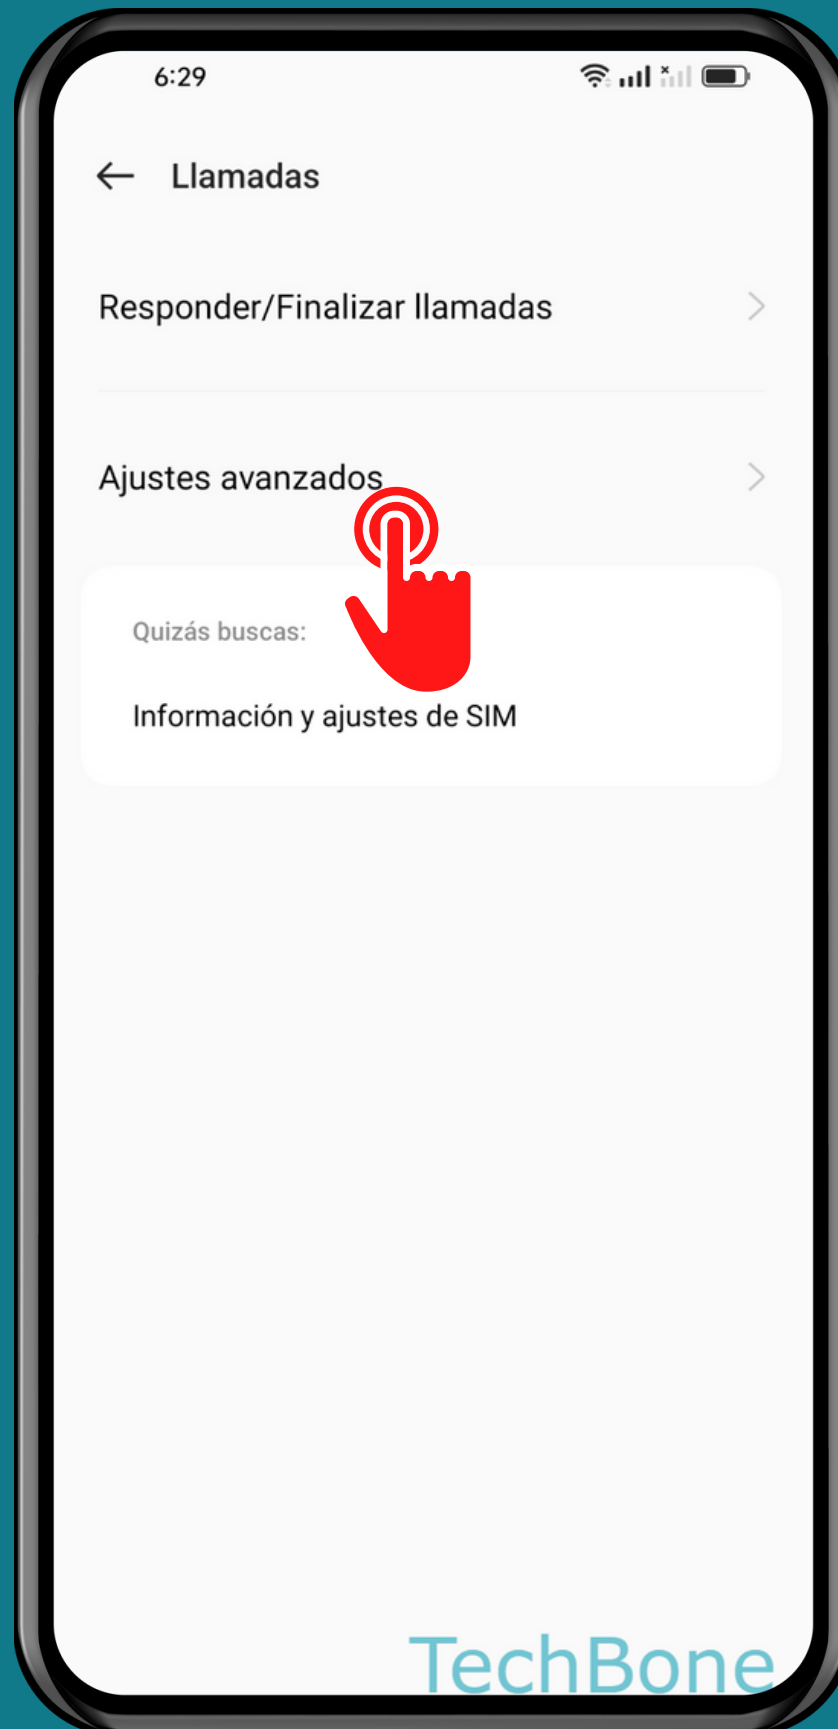 6:29
Llamadas
Responder/Finalizar llamadas
Ajustes avanzados
Quizás buscas:
Información y ajustes de SIM
TechBone